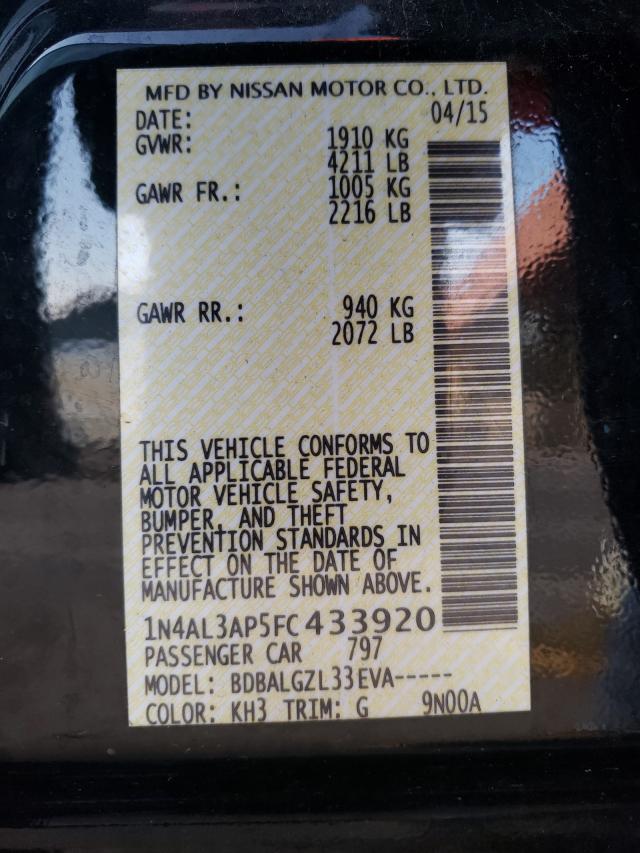 MFD BY NISSAN MOTOR CO., LTD.
DATE: 04/15
GVWR: 1910 KG
4211 LB
GAWR FR.: 1005 KG
2216 LB
GAWR RR.: 940 KG
2072 LB
THIS VEHICLE CONFORMS TO
ALL APPLICABLE FEDERAL
MOTOR VEHICLE SAFETY,
BUMPER, AND THEFT
PREVENTION STANDARDS IN
EFFECT ON THE DATE OF
MANUFACTURE SHOWN ABOVE.
1N4AL3AP5FC433920
PASSENGER CAR 797
MODEL: BDBALGZL33EVA-----
COLOR: KH3 TRIM: G 9N00A